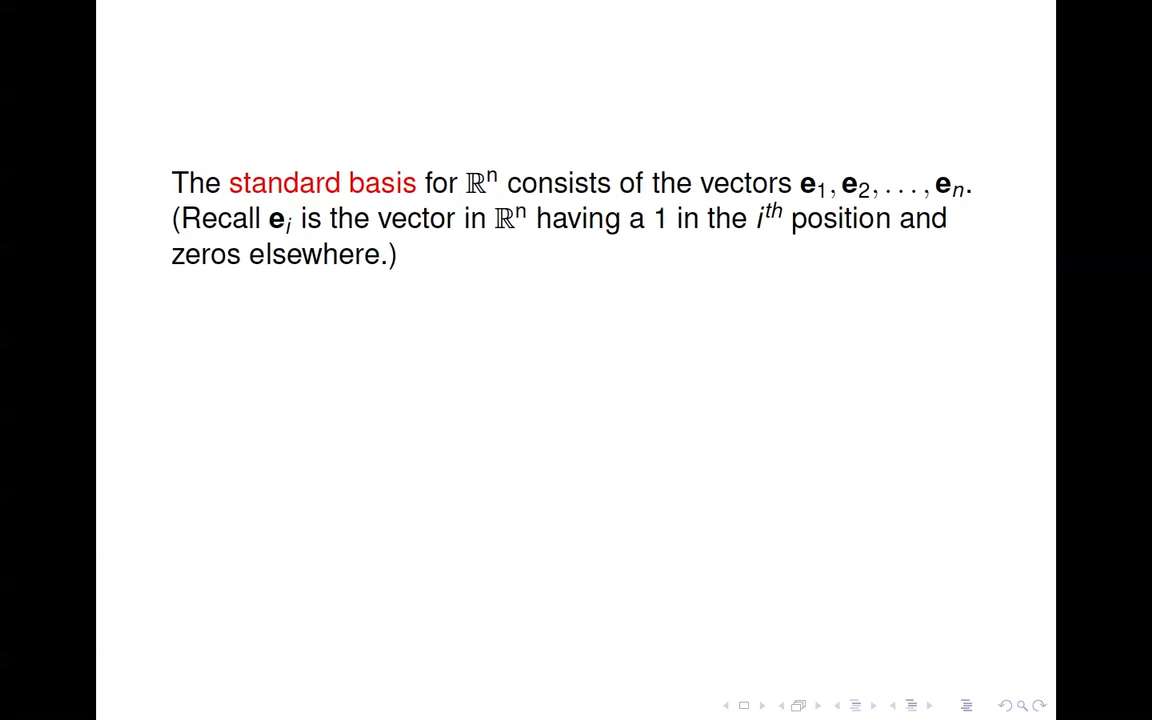 The standard basis for ℝⁿ consists of the vectors e₁, e₂, . . . , eₙ.
(Recall eᵢ is the vector in ℝⁿ having a 1 in the iᵗʰ position and
zeros elsewhere.)